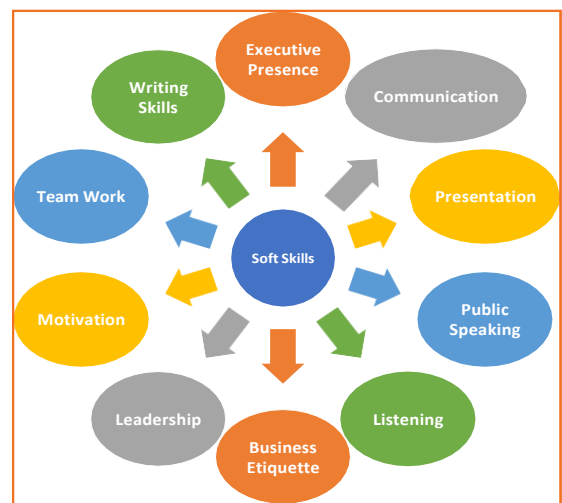 Executive
Presence
Writing
Skills
Communication
Team Work
Presentation
Soft Skills
Motivation
Public
Speaking
Leadership
Listening
Business
Etiquette